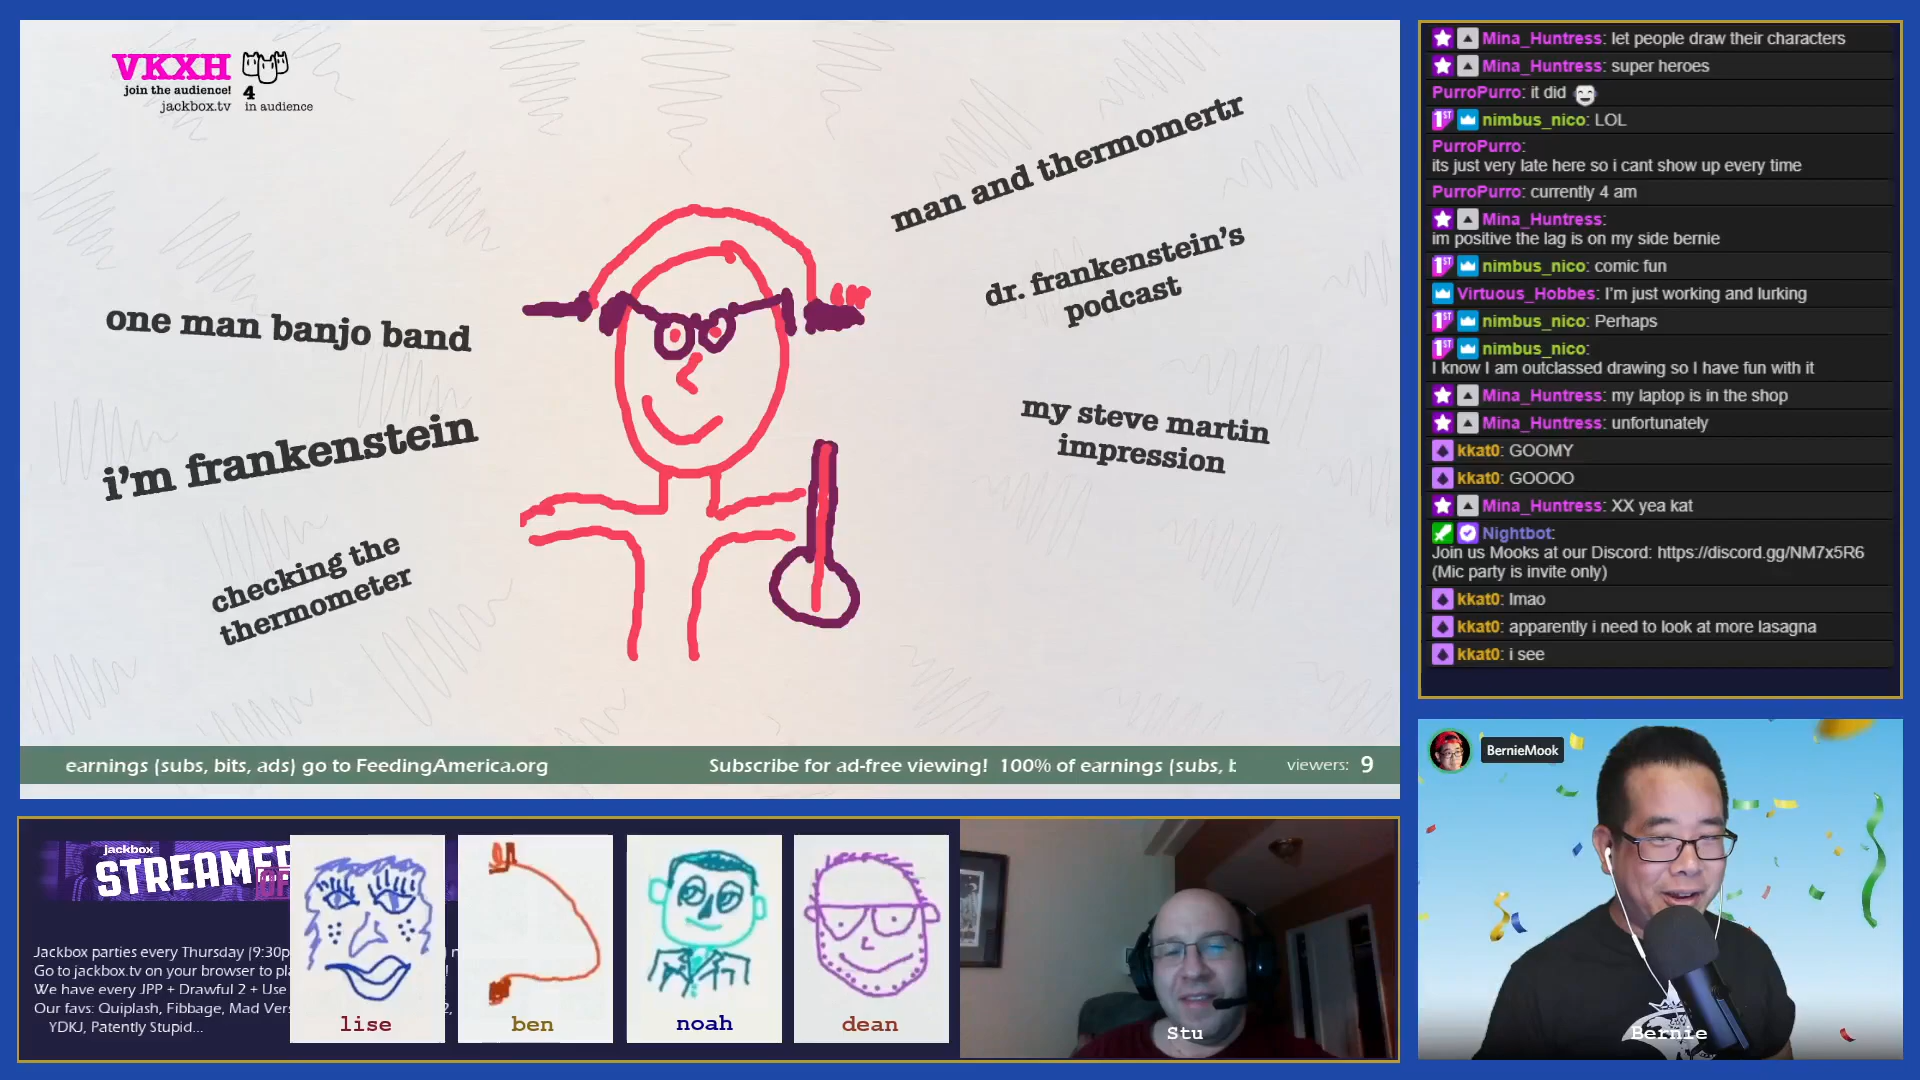 VKXH
join the audience!
jackbox.tv
4
in audience
man and thermomertr
dr. frankenstein's
podcast
one man banjo band
my steve martin
impression
i'm frankenstein
checking the
thermometer
earnings (subs, bits, ads) go to FeedingAmerica.org
Subscribe for ad-free viewing! 100% of earnings (subs, b
viewers: 9
Mina_Huntress: let people draw their characters
Mina_Huntress: super heroes
PurroPurro: it did
1ST nimbus_nico: LOL
PurroPurro:
its just very late here so i cant show up every time
PurroPurro: currently 4 am
Mina_Huntress:
im positive the lag is on my side bernie
1ST nimbus_nico: comic fun
Virtuous_Hobbes: I'm just working and lurking
1ST nimbus_nico: Perhaps
1ST nimbus_nico:
I know I am outclassed drawing so I have fun with it
Mina_Huntress: my laptop is in the shop
Mina_Huntress: unfortunately
kkat0: GOOMY
kkat0: GOOOO
Mina_Huntress: XX yea kat
Nightbot:
Join us Mooks at our Discord: https://discord.gg/NM7x5R6
(Mic party is invite only)
kkat0: lmao
kkat0: apparently i need to look at more lasagna
kkat0: i see
BernieMook
Bernie
jackbox
STREAMED
Jackbox parties every Thursday (9:30p
Go to jackbox.tv on your browser to pl
We have every JPP + Drawful 2 + Use
Our favs: Quiplash, Fibbage, Mad Vers
YDKJ, Patently Stupid...
lise
ben
noah
dean
Stu